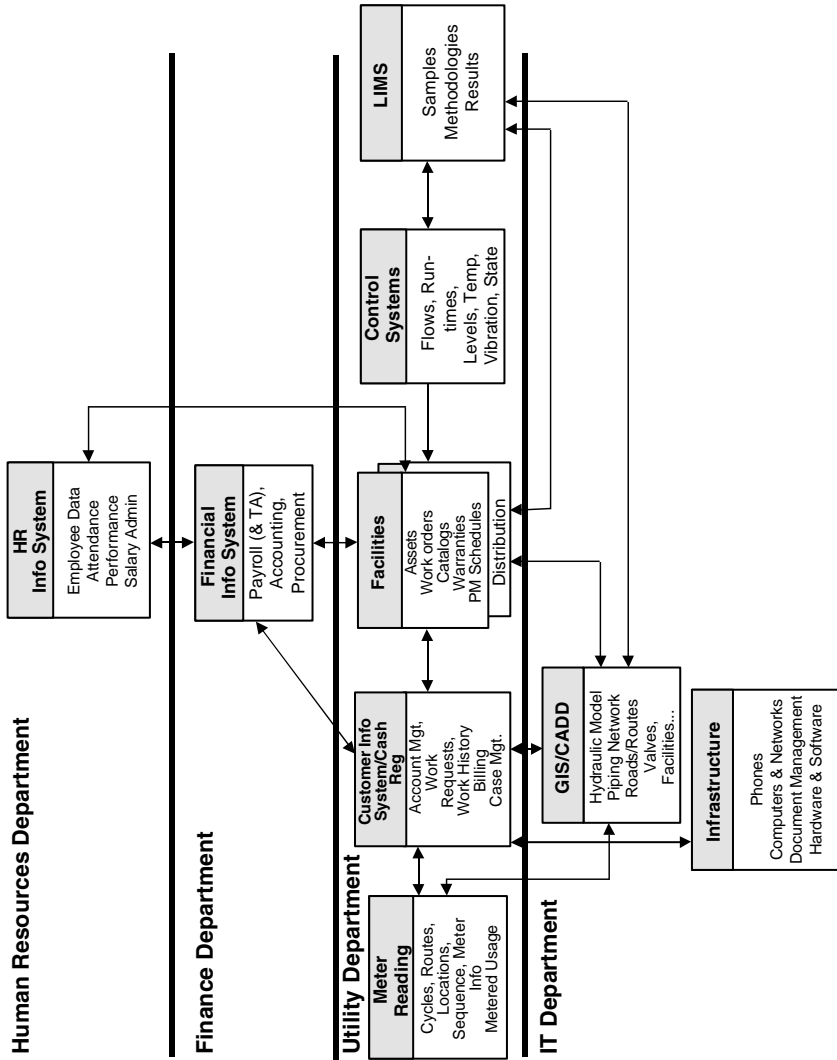 Human Resources Department
HR
Info System
Employee Data
Attendance
Performance
Salary Admin
Finance Department
Financial
Info System
Payroll (& TA),
Accounting,
Procurement
Utility Department
Meter
Reading
Cycles, Routes,
Locations,
Sequence, Meter
Info
Metered Usage
Customer Info
System/Cash
Reg
Account Mgt,
Work
Requests,
Work History
Billing
Case Mgt.
Facilities
Assets
Work orders
Catalogs
Warranties
PM Schedules
Distribution
Control
Systems
Flows, Run-
times,
Levels, Temp,
Vibration, State
LIMS
Samples
Methodologies
Results
IT Department
GIS/CADD
Hydraulic Model
Piping Network
Roads/Routes
Valves,
Facilities...
Infrastructure
Phones
Computers & Networks
Document Management
Hardware & Software